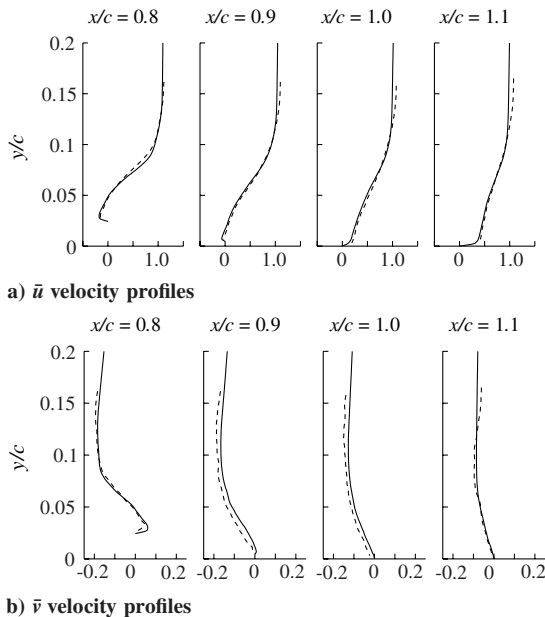 x/c = 0.8 x/c = 0.9 x/c = 1.0 x/c = 1.1
0.2
0.15
0.1
0.05
0
y/c
0 1.0 0 1.0 0 1.0 0 1.0
a) ū velocity profiles
x/c = 0.8 x/c = 0.9 x/c = 1.0 x/c = 1.1
0.2
0.15
0.1
0.05
0
y/c
-0.2 0 0.2 -0.2 0 0.2 -0.2 0 0.2 -0.2 0 0.2
b) v̄ velocity profiles